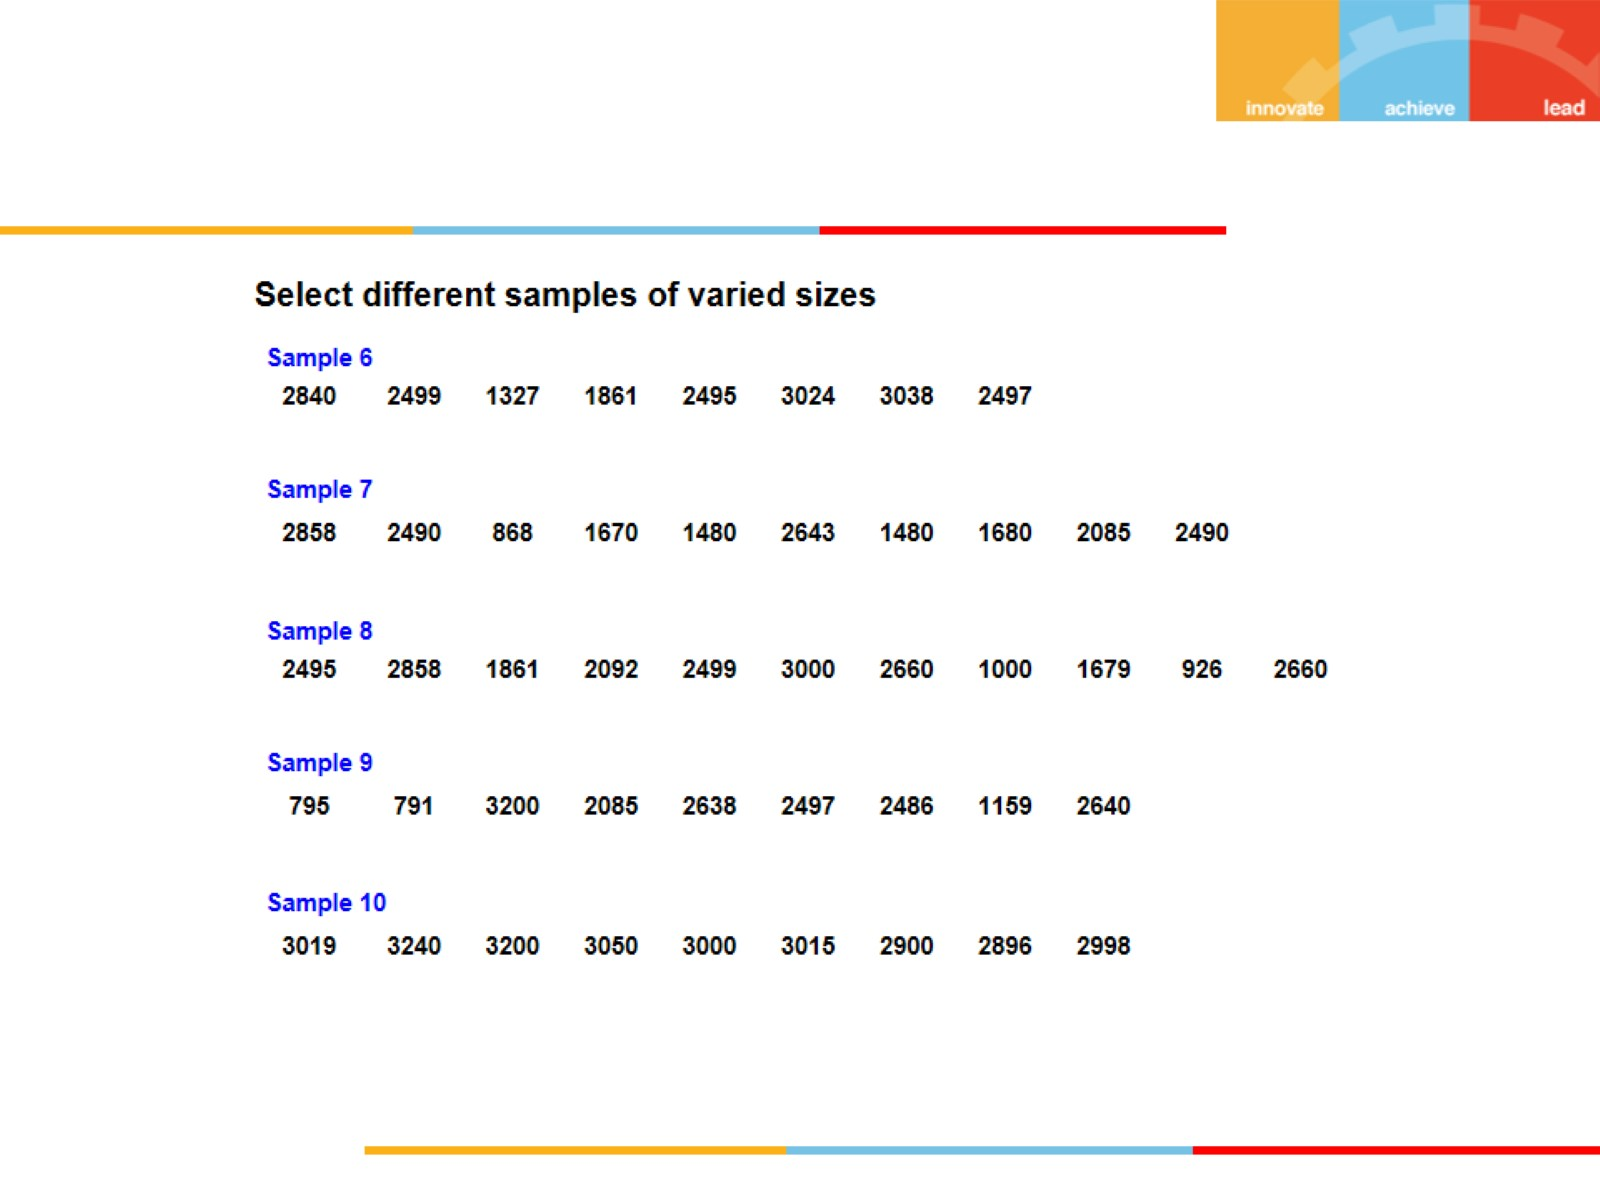 innovate achieve lead
Select different samples of varied sizes
Sample 6
2840 2499 1327 1861 2495 3024 3038 2497
Sample 7
2858 2490 868 1670 1480 2643 1480 1680 2085 2490
Sample 8
2495 2858 1861 2092 2499 3000 2660 1000 1679 926 2660
Sample 9
795 791 3200 2085 2638 2497 2486 1159 2640
Sample 10
3019 3240 3200 3050 3000 3015 2900 2896 2998